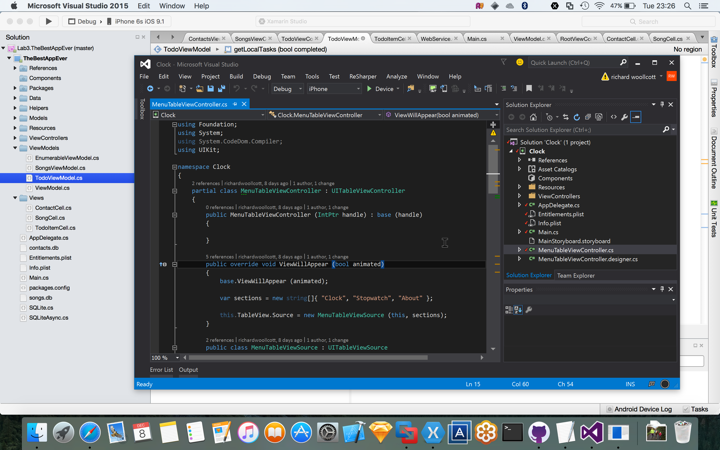 Microsoft Visual Studio 2015 Edit Window Help
47% Tue 23:26
Debug iPhone 6s iOS 9.1
Xamarin Studio
Search
Solution
Lab3.TheBestAppEver (master)
TheBestAppEver
References
Components
Packages
Data
Helpers
Models
Resources
ViewControllers
ViewModels
EnumerableViewModel.cs
SongsViewModel.cs
TodoViewModel.cs
ViewModel.cs
Views
ContactCell.cs
SongCell.cs
TodoItemCell.cs
AppDelegate.cs
contacts.db
Entitlements.plist
Info.plist
Main.cs
packages.config
songs.db
SQLite.cs
SQLiteAsync.cs
ContactsVie
SongsViewC
TodoViewCo
TodoViewMo
TodoItemCel
WebService.
Main.cs
ViewModel.c
RootViewCo
ContactCell.
SongCell.cs
TodoViewModel
getLocalTasks (bool completed)
No region
Toolbox
Properties
Document Outline
Unit Tests
Clock - Microsoft Visual Studio
Quick Launch (Ctrl+Q)
File Edit View Project Build Debug Team Tools Test ReSharper Analyze Window Help
richard woollcott
Debug iPhone Device
MenuTableViewController.cs
Clock
Clock.MenuTableViewController
ViewWillAppear(bool animated)
Toolbox
using Foundation;
using System;
using System.CodeDom.Compiler;
using UIKit;
namespace Clock
{
2 references | richardwoollcott, 8 days ago | 1 author, 1 change
partial class MenuTableViewController : UITableViewController
{
0 references | richardwoollcott, 8 days ago | 1 author, 1 change
public MenuTableViewController (IntPtr handle) : base (handle)
{
}
5 references | richardwoollcott, 8 days ago | 1 author, 1 change
public override void ViewWillAppear (bool animated)
{
base.ViewWillAppear (animated);
var sections = new string[]{ "Clock", "Stopwatch", "About" };
this.TableView.Source = new MenuTableViewSource (this, sections);
}
2 references | richardwoollcott, 8 days ago | 1 author, 1 change
public class MenuTableViewSource : UITableViewSource
100 %
Error List Output
Ready
Ln 15 Col 60 Ch 54 INS
Solution Explorer
Search Solution Explorer (Ctrl+;)
Solution 'Clock' (1 project)
Clock
References
Asset Catalogs
Components
Resources
ViewControllers
AppDelegate.cs
Entitlements.plist
Info.plist
Main.cs
MainStoryboard.storyboard
MenuTableViewController.cs
MenuTableViewController.designer.cs
Solution Explorer Team Explorer
Properties
Android Device Log
Tasks
8